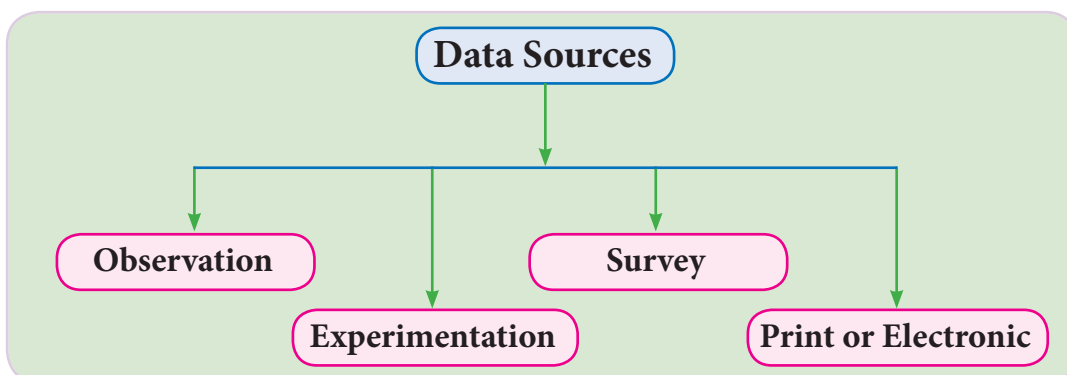 Data Sources
Observation
Survey
Experimentation
Print or Electronic